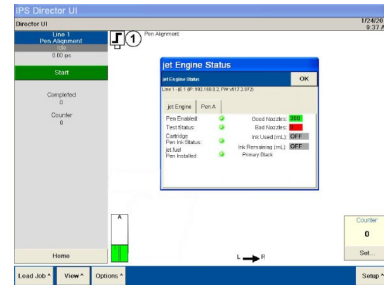 IPS Director UI
Director UI
1/24/20
9:37 A
Line 1
Pen Alignment
Idle
0.00 ips
Start
Completed
0
Counter
0
Home
1
Pen Alignment
jet Engine Status
jet Engine Status
OK
jet Engine
Pen A
Pen Enabled
Test Status
Cartridge
Pen Ink Status
jet.fuel
Pen Installed
Good Nozzles:
Bad Nozzles:
Ink Used (mL) OFF
Ink Remaining (mL) OFF
Primary Black
A
L
R
Counter
0
Set...
Load Job ^
View ^
Options ^
Setup ^